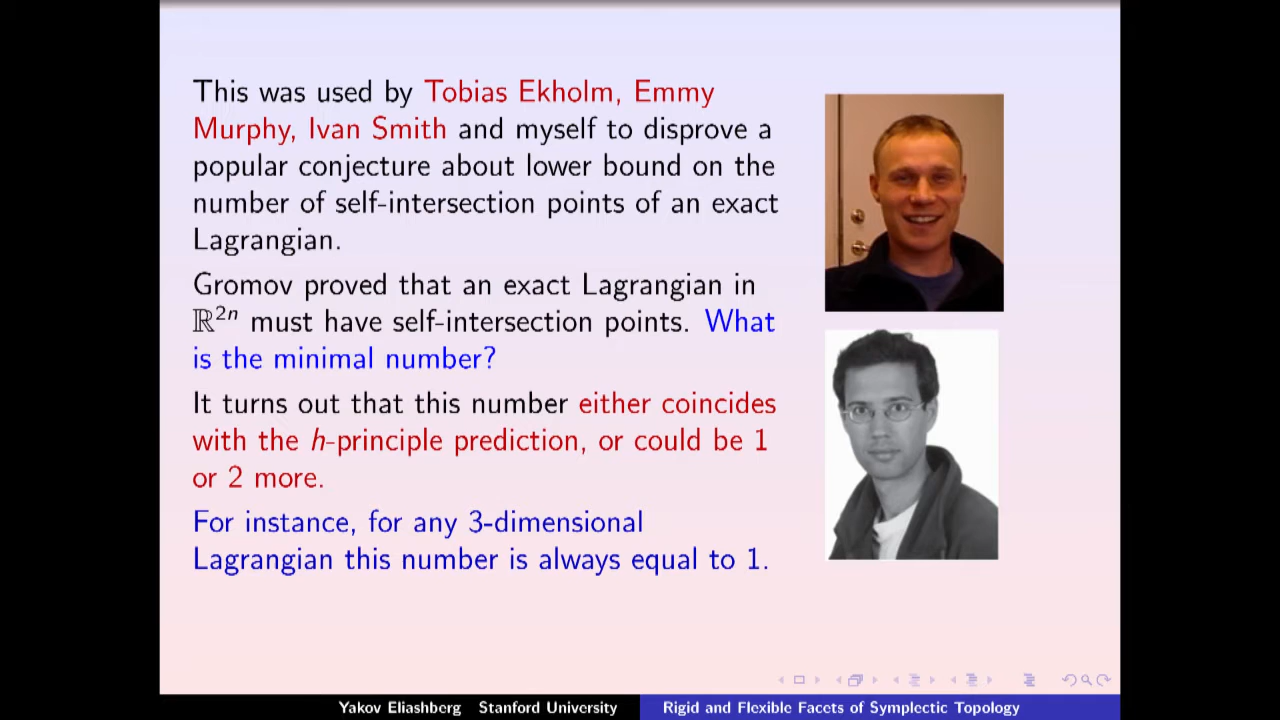 This was used by Tobias Ekholm, Emmy
Murphy, Ivan Smith and myself to disprove a
popular conjecture about lower bound on the
number of self-intersection points of an exact
Lagrangian.
Gromov proved that an exact Lagrangian in
ℝ²ⁿ must have self-intersection points. What
is the minimal number?
It turns out that this number either coincides
with the h-principle prediction, or could be 1
or 2 more.
For instance, for any 3-dimensional
Lagrangian this number is always equal to 1.
Yakov Eliashberg Stanford University
Rigid and Flexible Facets of Symplectic Topology